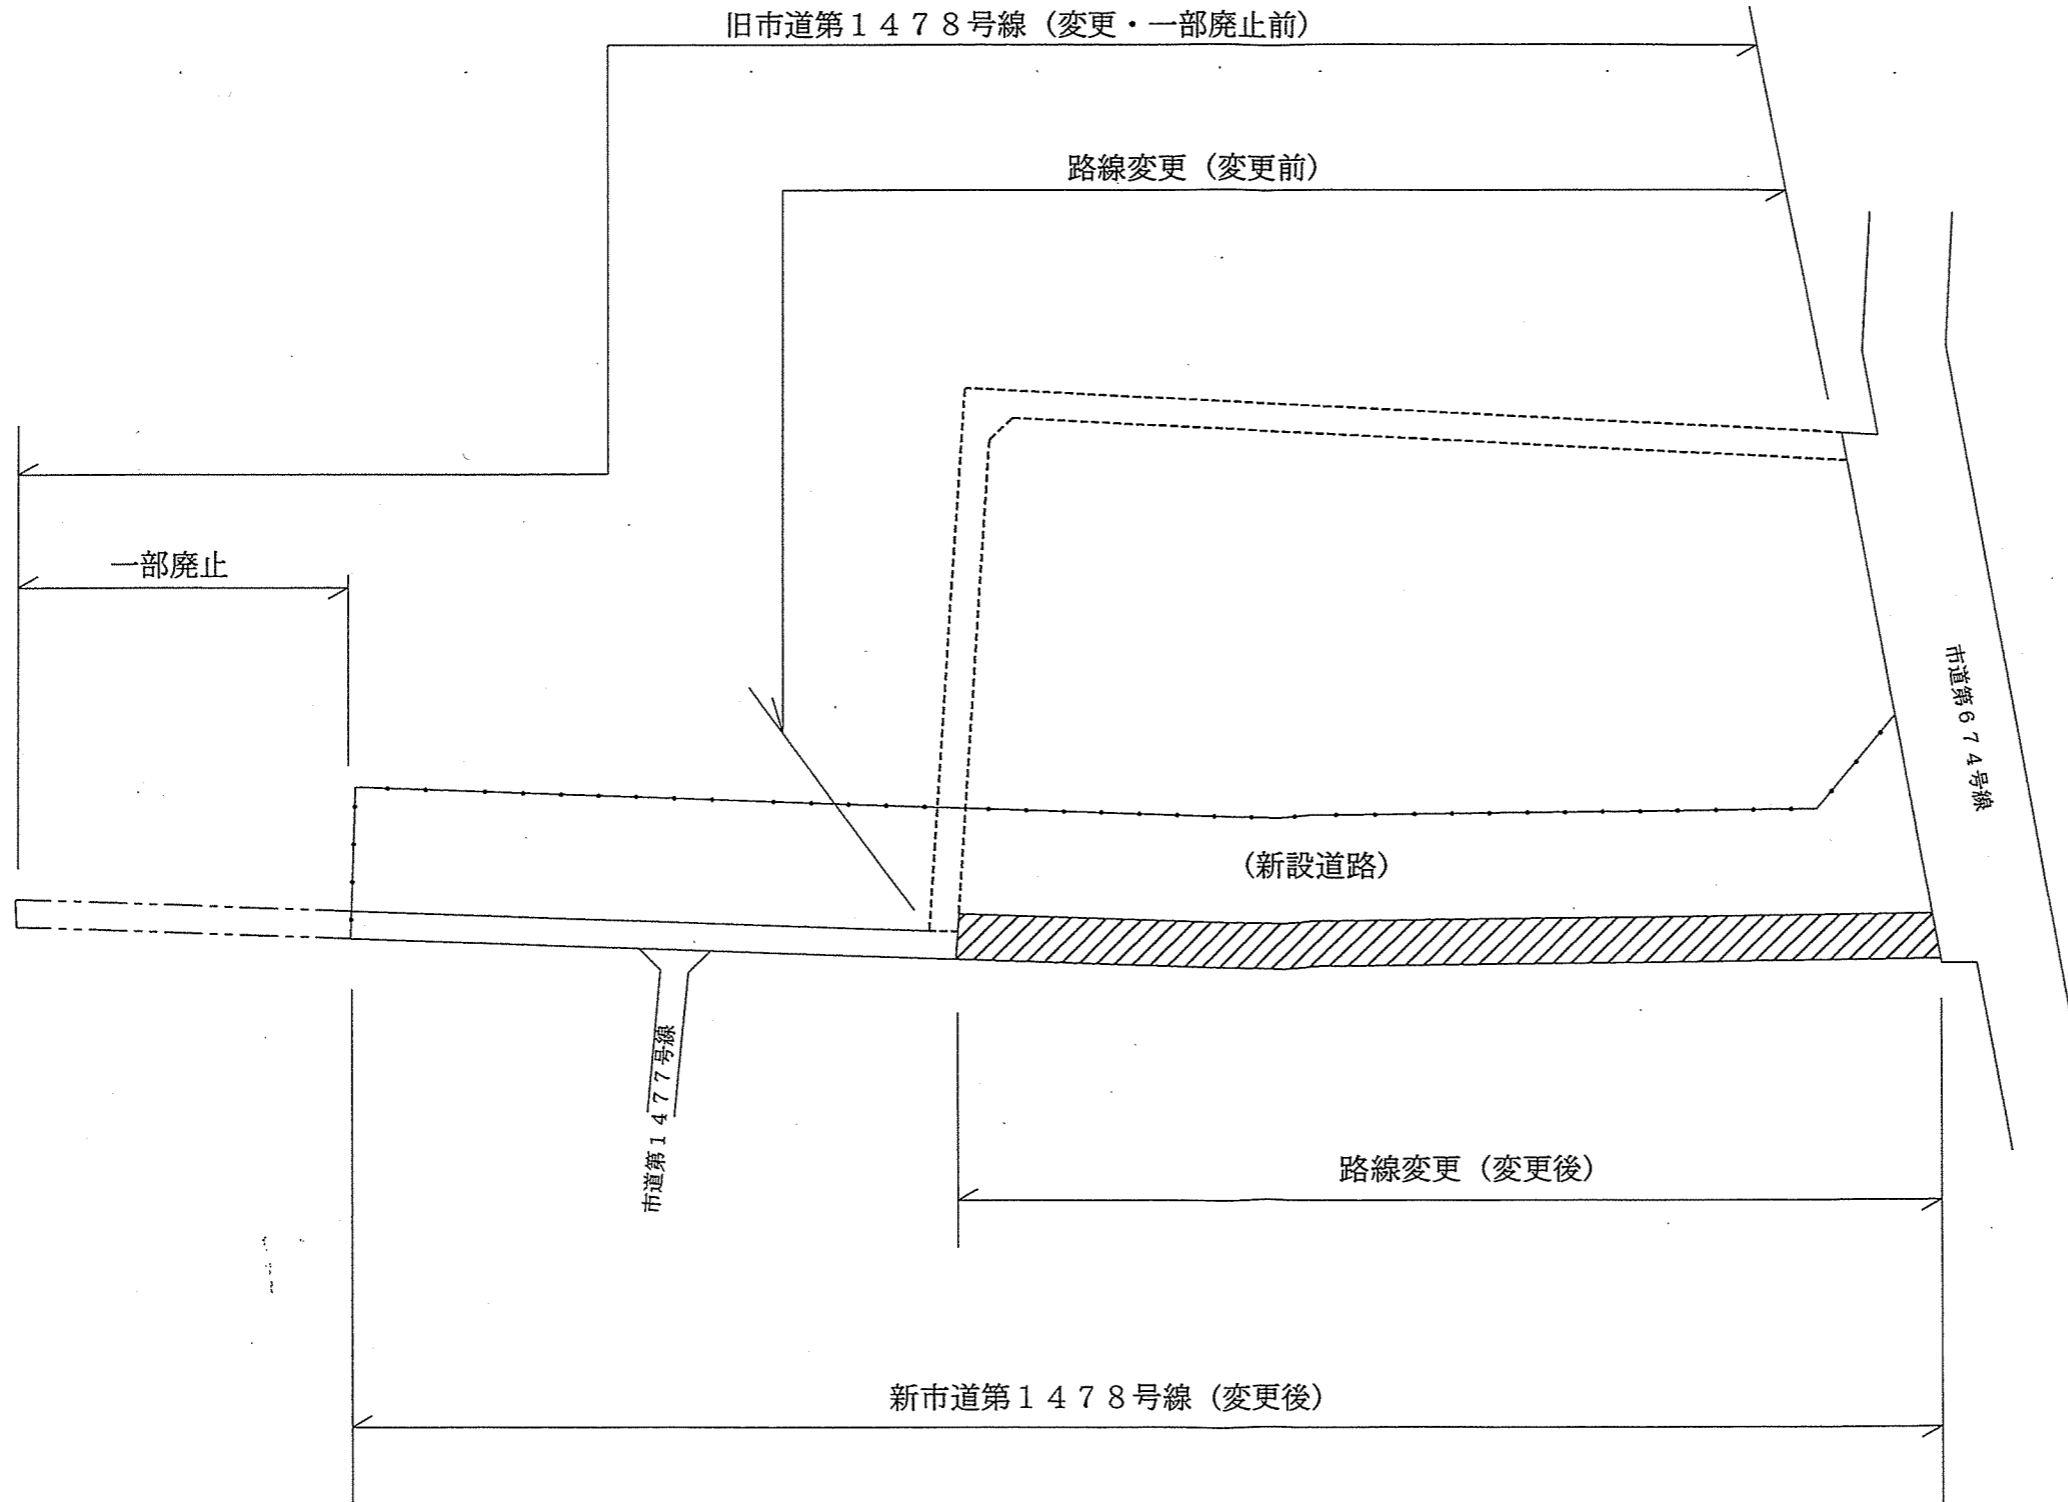 旧市道第１４７８号線（変更・一部廃止前）
路線変更（変更前）
一部廃止
市道第６７４号線
（新設道路）
市道第１４７７号線
路線変更（変更後）
新市道第１４７８号線（変更後）